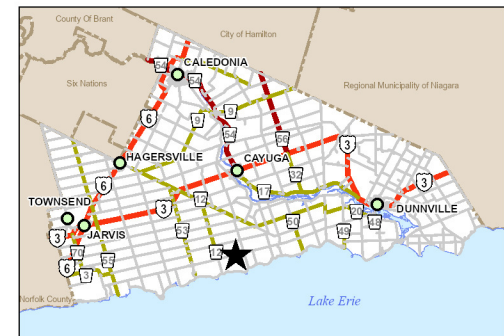 County Of Brant
City of Hamilton
54
CALEDONIA
54
Six Nations
Regional Municipality of Niagara
6
9
9
54
56
3
HAGERSVILLE
CAYUGA
3
6
32
17
TOWNSEND
12
3
20
DUNNVILLE
3
JARVIS
53
50
49
48
70
55
12
6
3
Norfolk County
Lake Erie